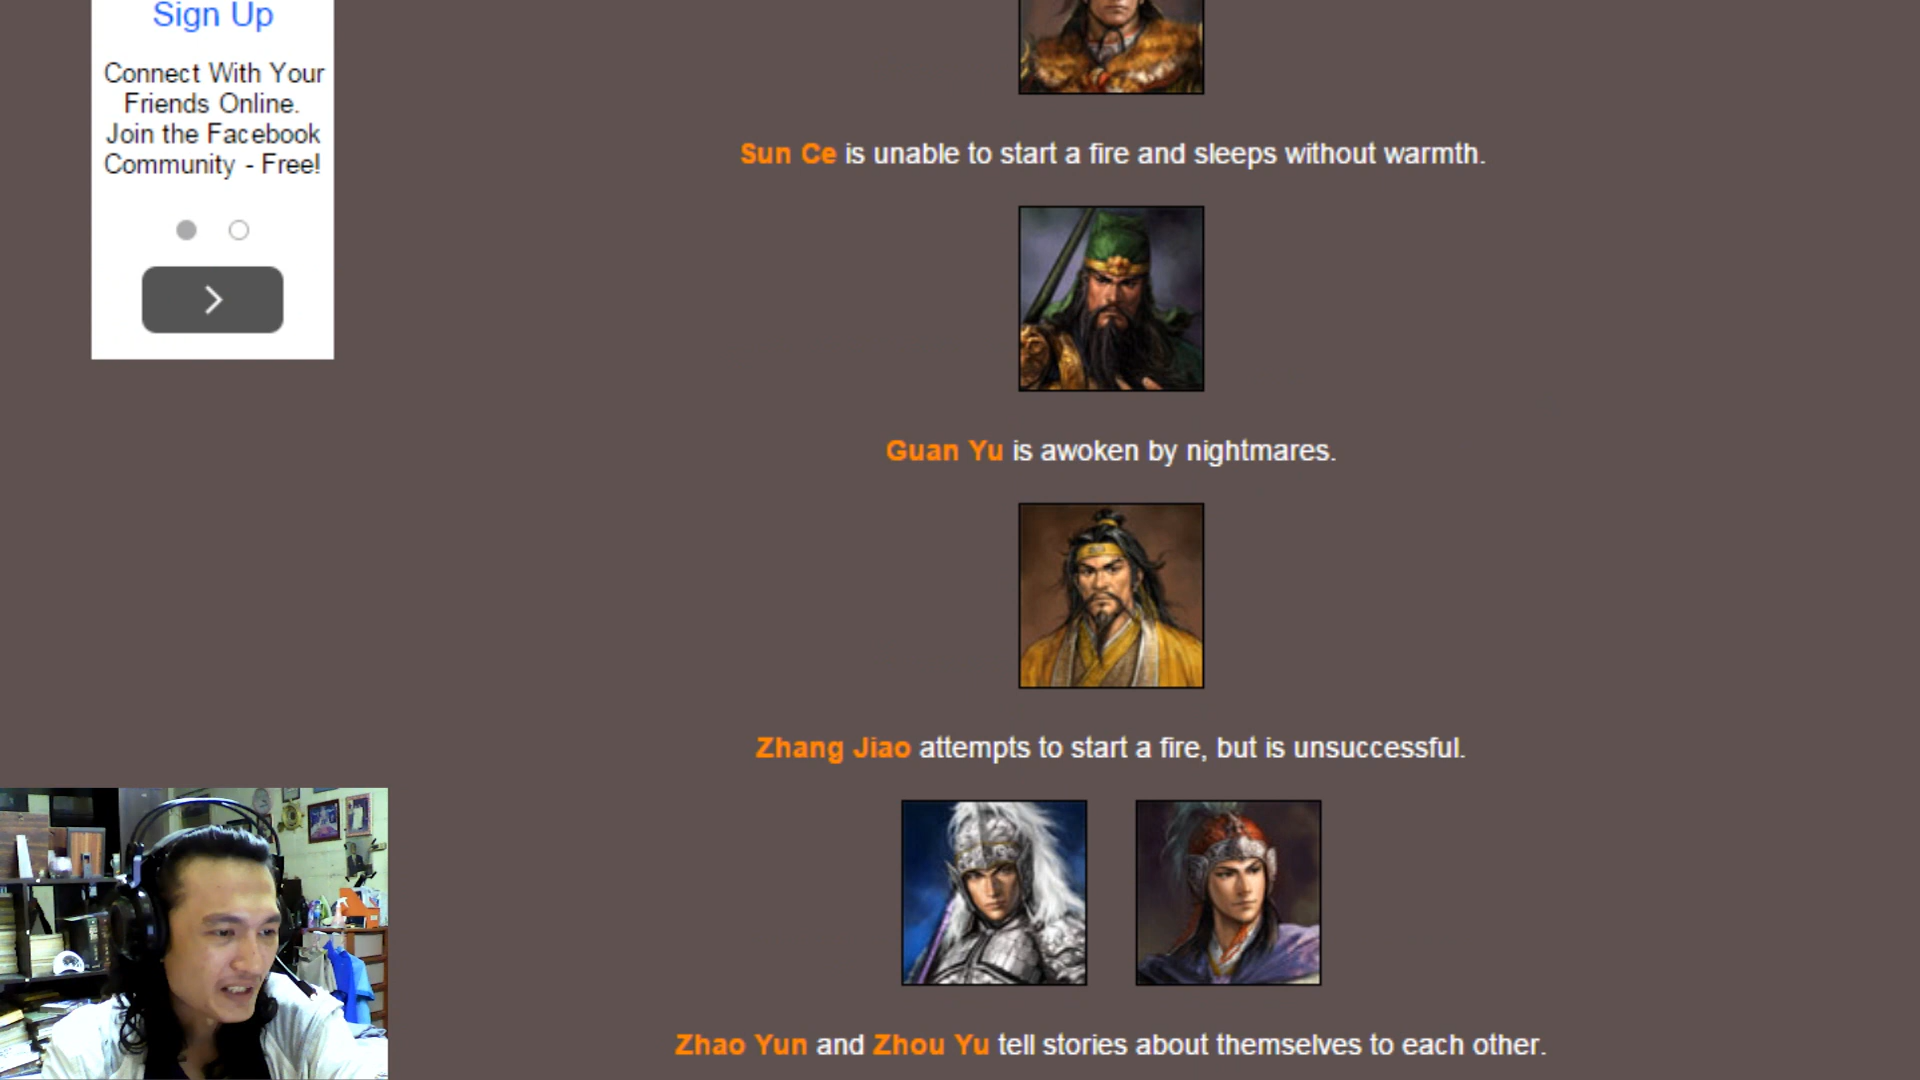 Sign Up
Connect With Your
Friends Online.
Join the Facebook
Community - Free!
Sun Ce is unable to start a fire and sleeps without warmth.
Guan Yu is awoken by nightmares.
Zhang Jiao attempts to start a fire, but is unsuccessful.
Zhao Yun and Zhou Yu tell stories about themselves to each other.